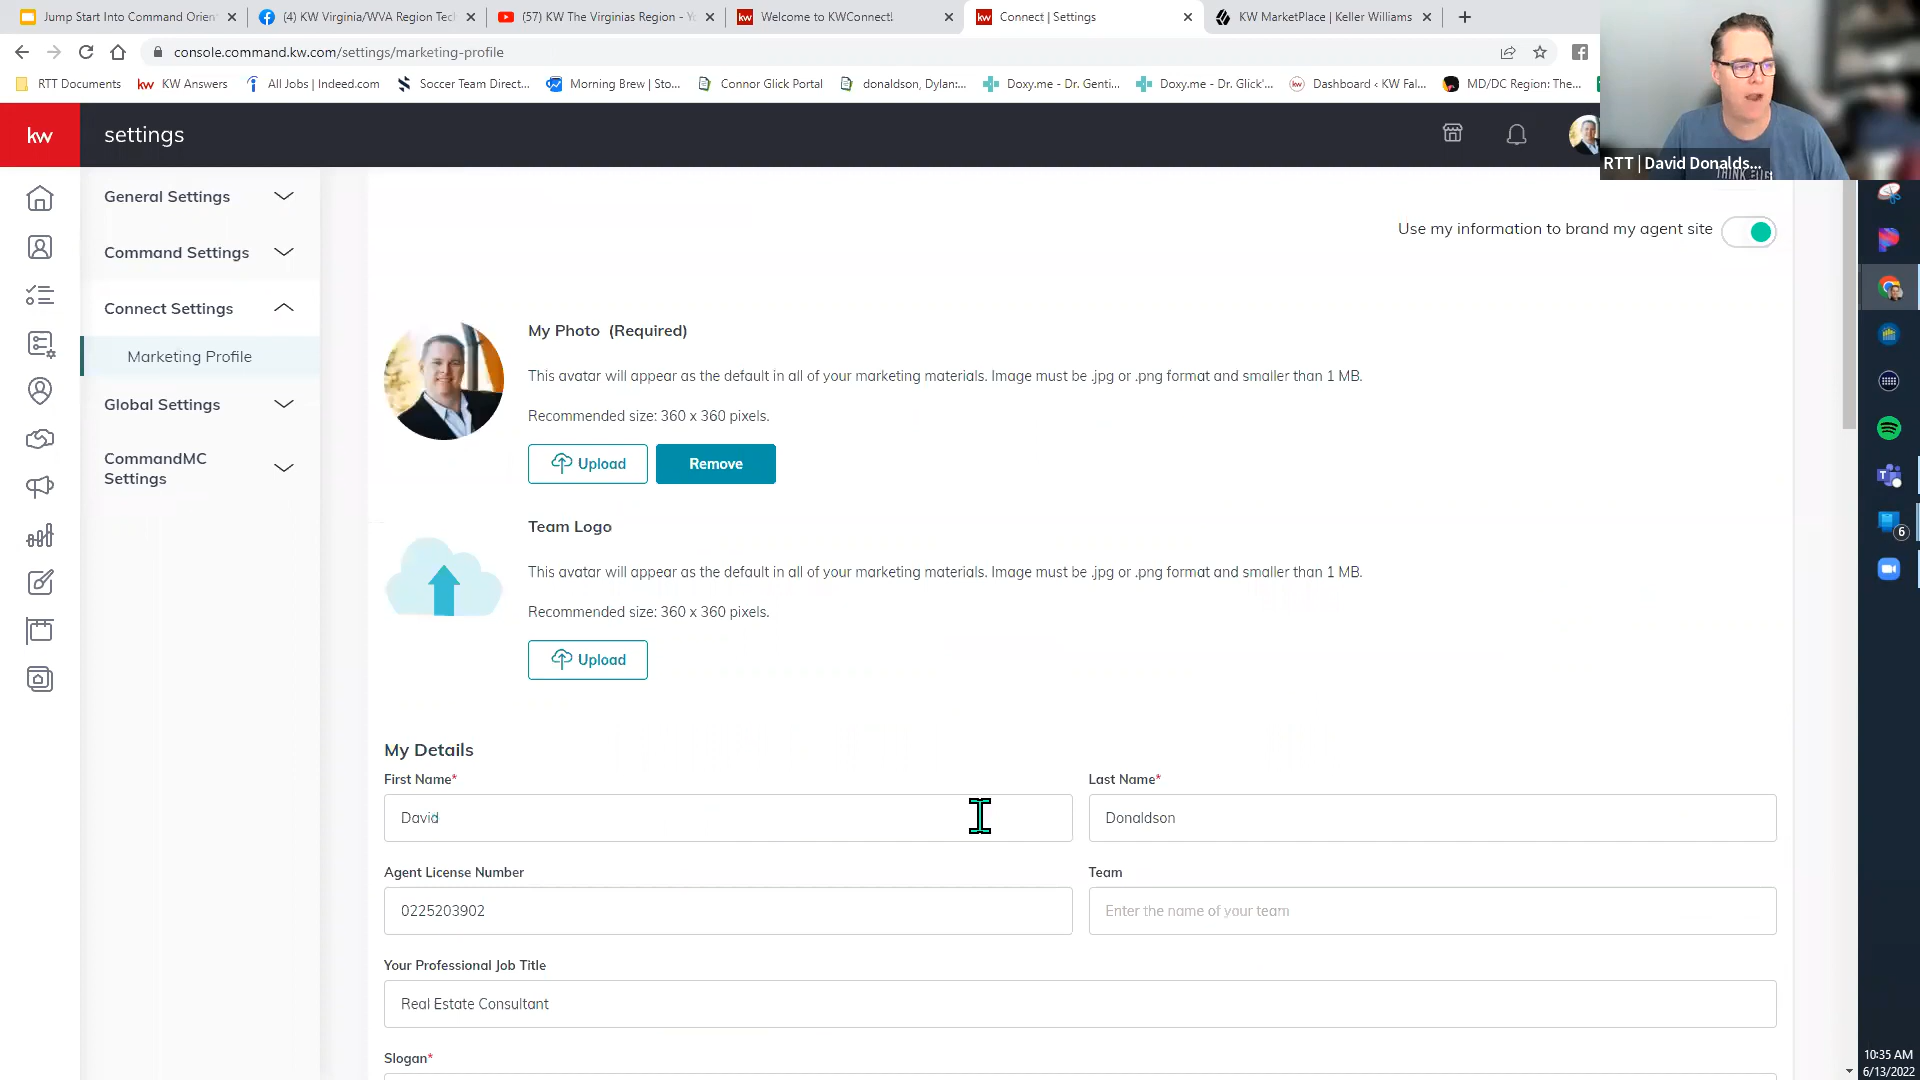 Jump Start Into Command Orien
(4) KW Virginia/WVA Region Tec
(57) KW The Virginias Region - Yo
Welcome to KWConnect!
Connect | Settings
KW MarketPlace | Keller Williams
console.command.kw.com/settings/marketing-profile
RTT Documents
KW Answers
All Jobs | Indeed.com
Soccer Team Direct...
Morning Brew | Sto...
Connor Glick Portal
donaldson, Dylan:...
Doxy.me - Dr. Genti...
Doxy.me - Dr. Glick'...
Dashboard ‹ KW Fal...
MD/DC Region: The...
kw
settings
RTT | David Donalds...
General Settings
Command Settings
Connect Settings
Marketing Profile
Global Settings
CommandMC
Settings
Use my information to brand my agent site
My Photo (Required)
This avatar will appear as the default in all of your marketing materials. Image must be .jpg or .png format and smaller than 1 MB.
Recommended size: 360 x 360 pixels.
Upload
Remove
Team Logo
This avatar will appear as the default in all of your marketing materials. Image must be .jpg or .png format and smaller than 1 MB.
Recommended size: 360 x 360 pixels.
Upload
My Details
First Name*
Last Name*
David
Donaldson
Agent License Number
Team
0225203902
Enter the name of your team
Your Professional Job Title
Real Estate Consultant
Slogan*
6
10:35 AM
6/13/2022